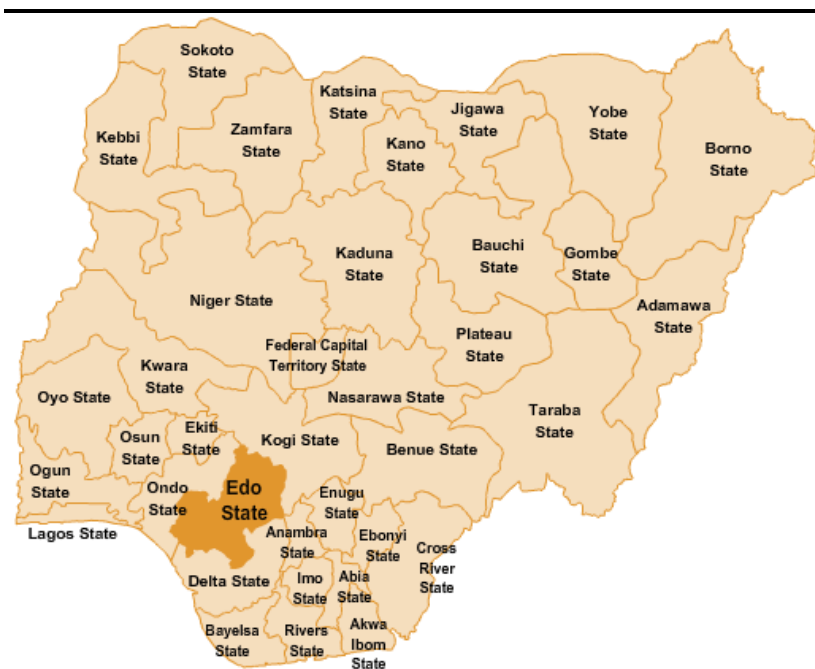 Sokoto
State
Katsina
State
Jigawa
State
Yobe
State
Kebbi
State
Zamfara
State
Kano
State
Borno
State
Kaduna
State
Bauchi
State
Gombe
State
Niger State
Adamawa
State
Federal Capital
Territory State
Plateau
State
Kwara
State
Oyo State
Nasarawa State
Taraba
State
Osun
State
Ekiti
State
Kogi State
Benue State
Ogun
State
Ondo
State
Edo
State
Enugu
State
Lagos State
Anambra
State
Ebonyi
State
Cross
River
State
Delta State
Imo
State
Abia
State
Bayelsa
State
Rivers
State
Akwa
Ibom
State